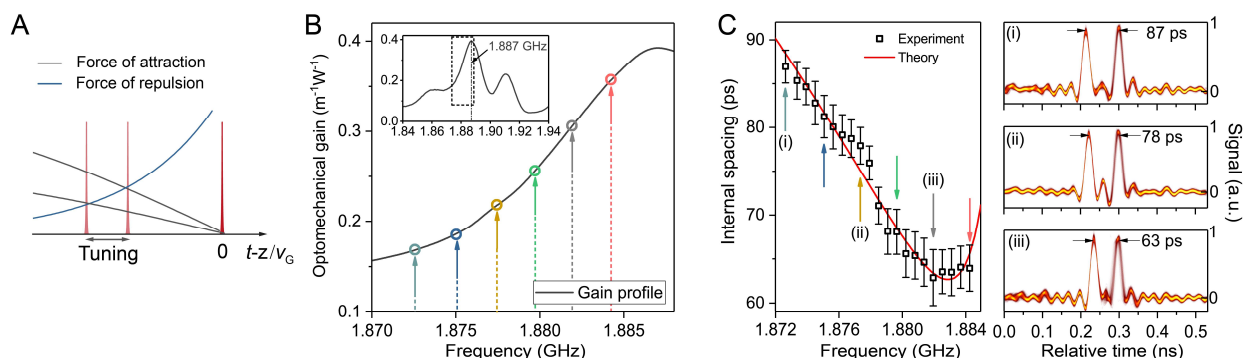 A
Force of attraction
Force of repulsion
Tuning
0
t-z/vG
B
Optomechanical gain (m⁻¹W⁻¹)
0.4
0.3
0.2
0.1
1.870
1.875
1.880
1.885
Frequency (GHz)
Gain profile
0.4
0.2
0.0
1.84
1.86
1.88
1.90
1.92
1.94
1.887 GHz
C
Internal spacing (ps)
90
80
70
60
1.872
1.876
1.880
1.884
Frequency (GHz)
Experiment
Theory
(i)
(ii)
(iii)
(i)
87 ps
1
0
(ii)
78 ps
1
0
(iii)
63 ps
1
0
Signal (a.u.)
0.0
0.1
0.2
0.3
0.4
0.5
Relative time (ns)